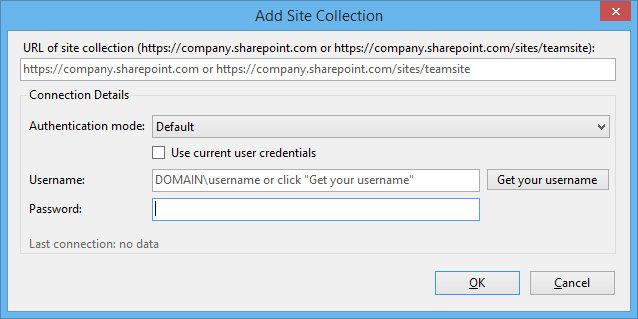 Add Site Collection
URL of site collection (https://company.sharepoint.com or https://company.sharepoint.com/sites/teamsite):
https://company.sharepoint.com or https://company.sharepoint.com/sites/teamsite
Connection Details
Authentication mode: Default
Use current user credentials
Username: DOMAIN\username or click "Get your username" Get your username
Password:
Last connection: no data
OK Cancel